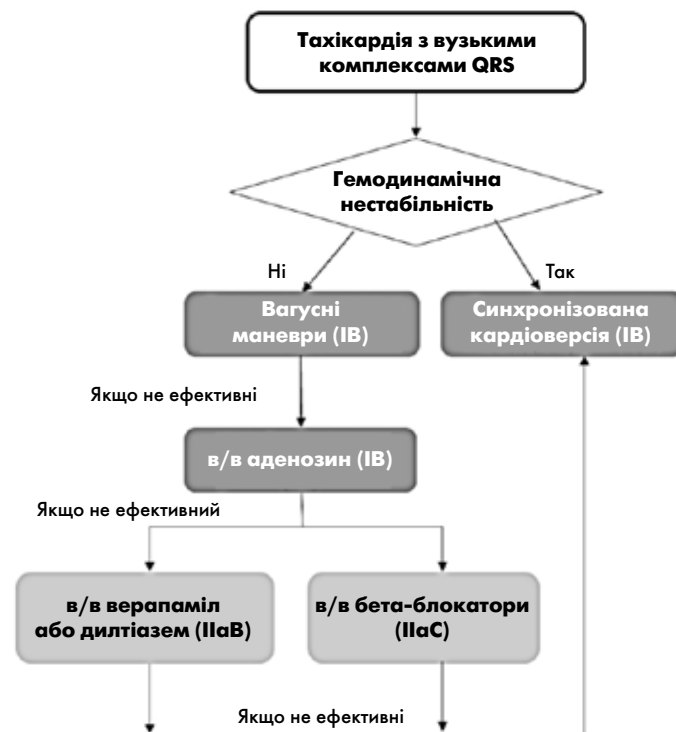 Тахікардія з вузькими
комплексами QRS
Гемодинамічна
нестабільність
Ні
Так
Вагусні
маневри (IB)
Синхронізована
кардіоверсія (IB)
Якщо не ефективні
в/в аденозин (IB)
Якщо не ефективний
в/в верапаміл
або дилтіазем (IIaB)
в/в бета-блокатори
(IIaC)
Якщо не ефективні